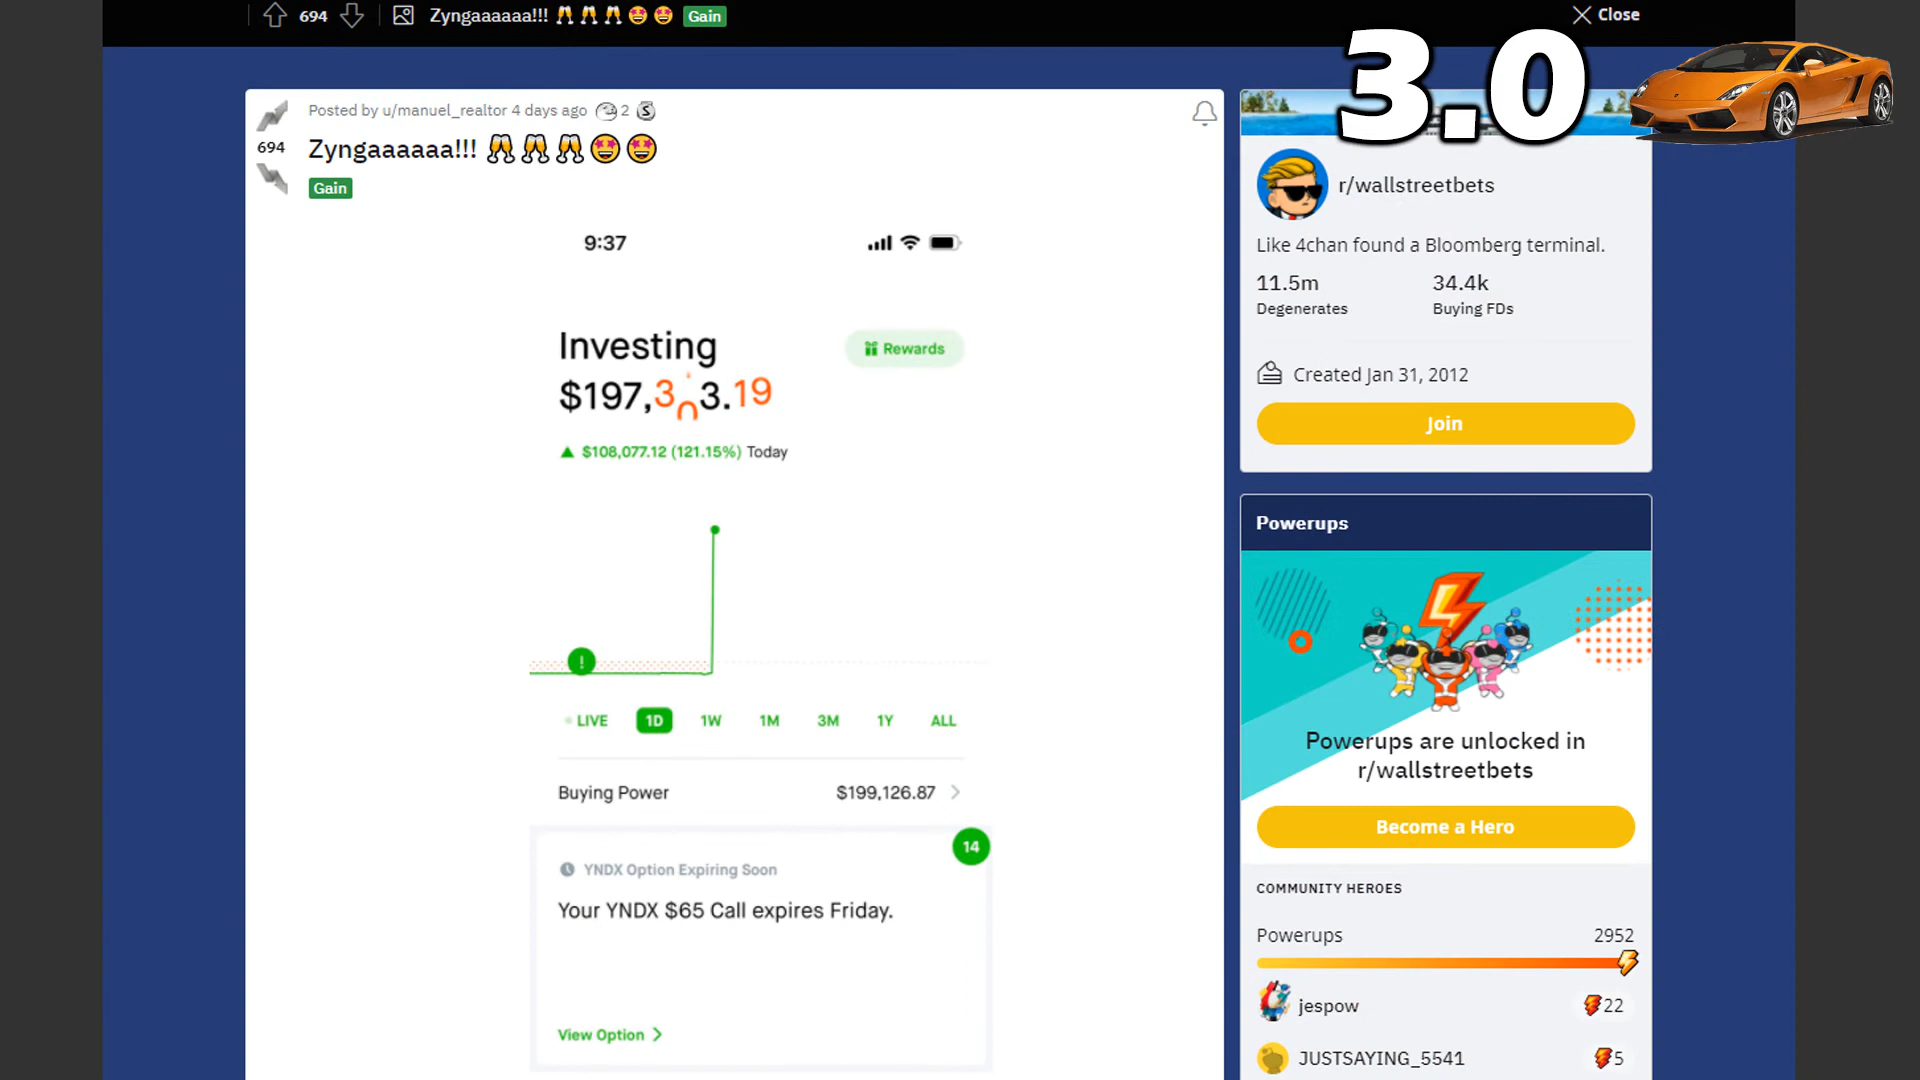 694 Zyngaaaaaa!!! 🥂🥂🥂🤩🤩 Gain
Close
3.0
Posted by u/manuel_realtor 4 days ago 2
694
Zyngaaaaaa!!! 🥂🥂🥂🤩🤩
Gain
9:37
Investing
Rewards
$108,077.12 (121.15%) Today
LIVE 1D 1W 1M 3M 1Y ALL
Buying Power $199,126.87
14
YNDX Option Expiring Soon
Your YNDX $65 Call expires Friday.
View Option
r/wallstreetbets
Like 4chan found a Bloomberg terminal.
11.5m 34.4k
Degenerates Buying FDs
Created Jan 31, 2012
Join
Powerups
Powerups are unlocked in
r/wallstreetbets
Become a Hero
COMMUNITY HEROES
Powerups 2952
jespow 22
JUSTSAYING_5541 5